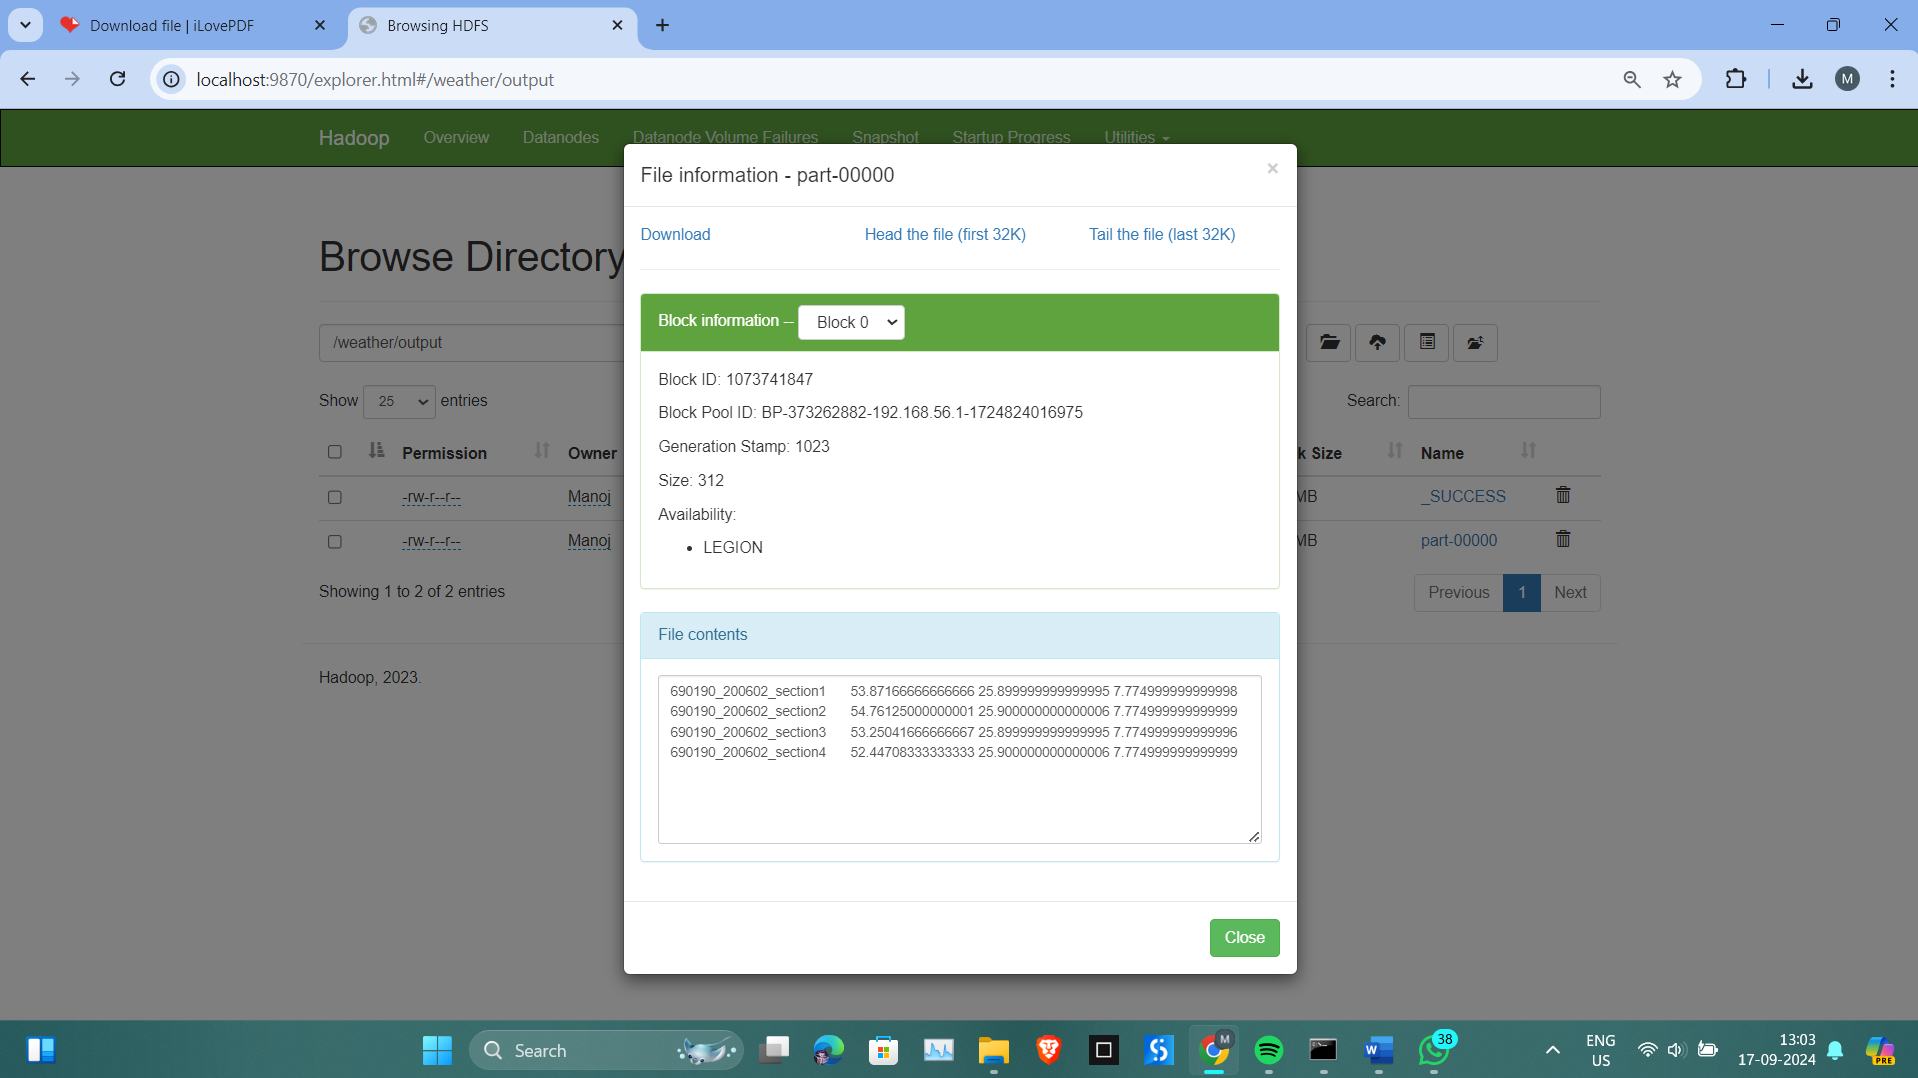 Download file | iLovePDF
Browsing HDFS
localhost:9870/explorer.html#/weather/output
M
Hadoop Overview Datanodes Datanode Volume Failures Snapshot Startup Progress Utilities
File information - part-00000 ×
Download Head the file (first 32K) Tail the file (last 32K)
Browse Directory
Block information -- Block 0
/weather/output
Block ID: 1073741847
Show 25 entries
Search:
Block Pool ID: BP-373262882-192.168.56.1-1724824016975
Generation Stamp: 1023
Permission Owner k Size Name
Size: 312
-rw-r--r-- Manoj MB _SUCCESS
Availability:
LEGION
-rw-r--r-- Manoj MB part-00000
Showing 1 to 2 of 2 entries
Previous 1 Next
File contents
Hadoop, 2023.
690190_200602_section1 53.87166666666666 25.899999999999995 7.774999999999998
690190_200602_section2 54.76125000000001 25.900000000000006 7.774999999999999
690190_200602_section3 53.25041666666667 25.899999999999995 7.774999999999996
690190_200602_section4 52.44708333333333 25.900000000000006 7.774999999999999
Close
Search
M
38
ENG
US
13:03
17-09-2024
PRE